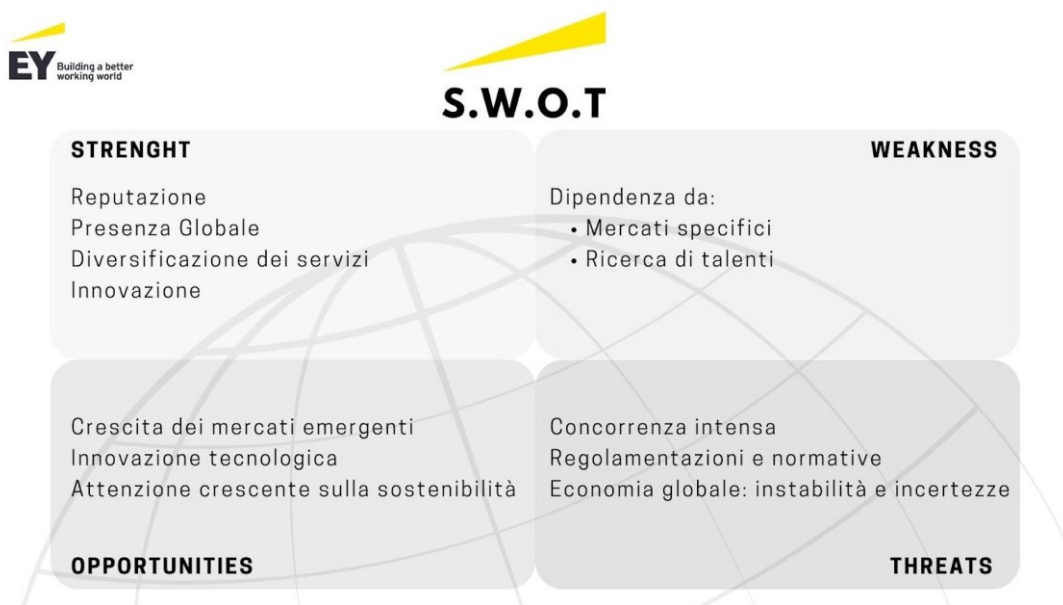 EY
Building a better
working world
S.W.O.T
STRENGHT
Reputazione
Presenza Globale
Diversificazione dei servizi
Innovazione
WEAKNESS
Dipendenza da:
• Mercati specifici
• Ricerca di talenti
Crescita dei mercati emergenti
Innovazione tecnologica
Attenzione crescente sulla sostenibilità
OPPORTUNITIES
Concorrenza intensa
Regolamentazioni e normative
Economia globale: instabilità e incertezze
THREATS